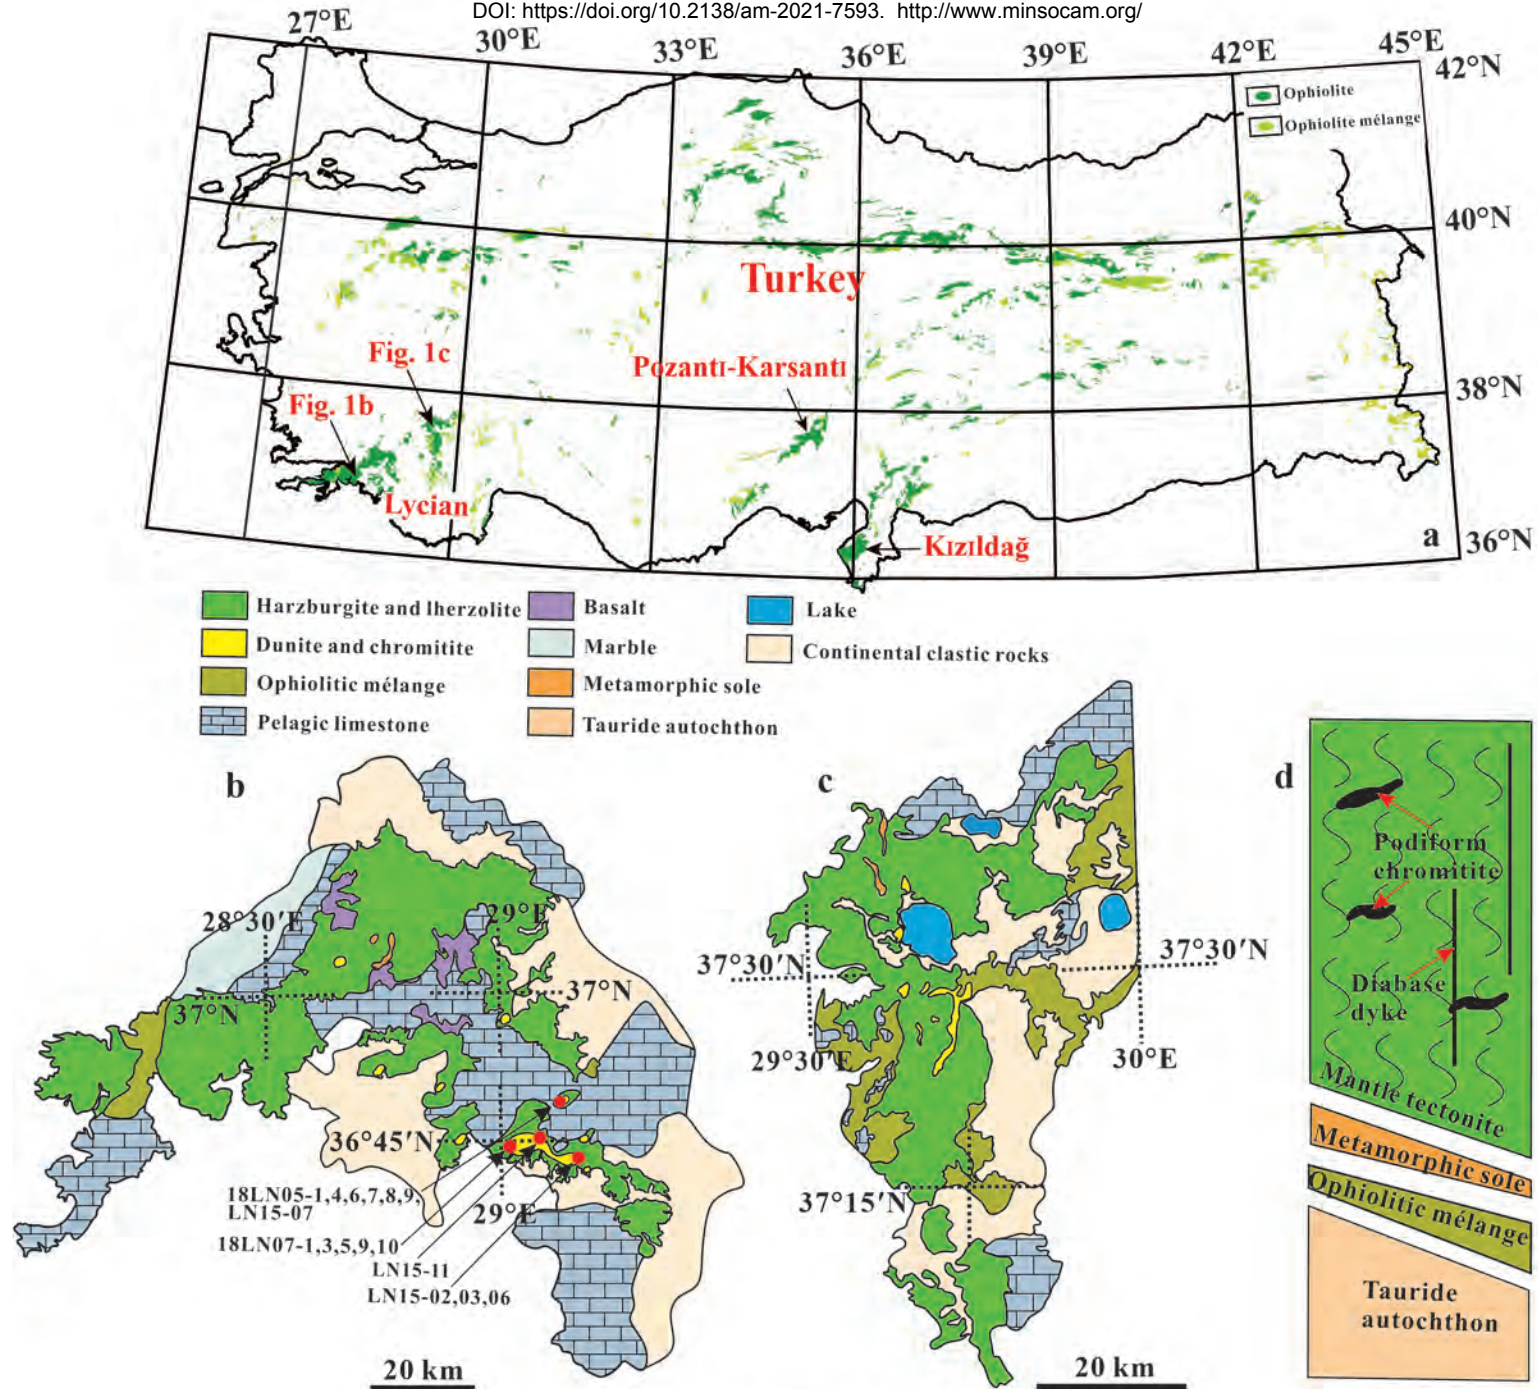 DOI: https://doi.org/10.2138/am-2021-7593. http://www.minsocam.org/
27°E
30°E
33°E
36°E
39°E
42°E
45°E
42°N
Ophiolite
Ophiolite mélange
40°N
Turkey
Fig. 1c
Pozantı-Karsantı
38°N
Fig. 1b
Lycian
Kızıldağ
a
36°N
Harzburgite and lherzolite
Basalt
Lake
Dunite and chromitite
Marble
Continental clastic rocks
Ophiolitic mélange
Metamorphic sole
Pelagic limestone
Tauride autochthon
b
28°30′E
29°E
37°N
37°N
36°45′N
18LN05-1,4,6,7,8,9,
LN15-07
29°E
18LN07-1,3,5,9,10
LN15-11
LN15-02,03,06
20 km
c
37°30′N
37°30′N
29°30′E
30°E
37°15′N
20 km
d
Podiform
chromitite
Diabase
dyke
Mantle tectonite
Metamorphic sole
Ophiolitic mélange
Tauride
autochthon